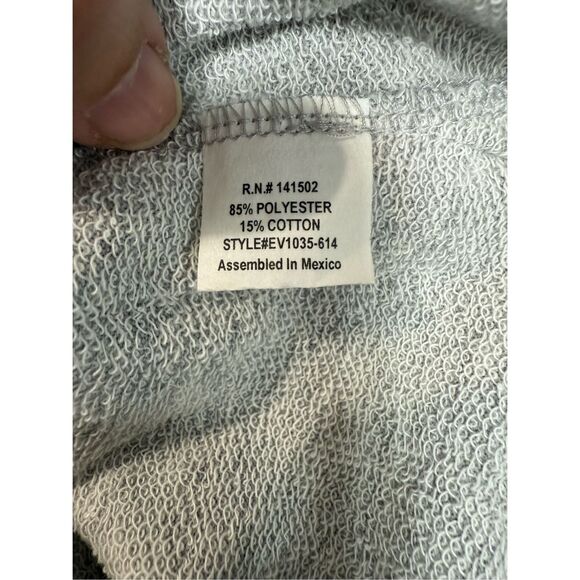 R.N.# 141502
85% POLYESTER
15% COTTON
STYLE#EV1035-614
Assembled In Mexico